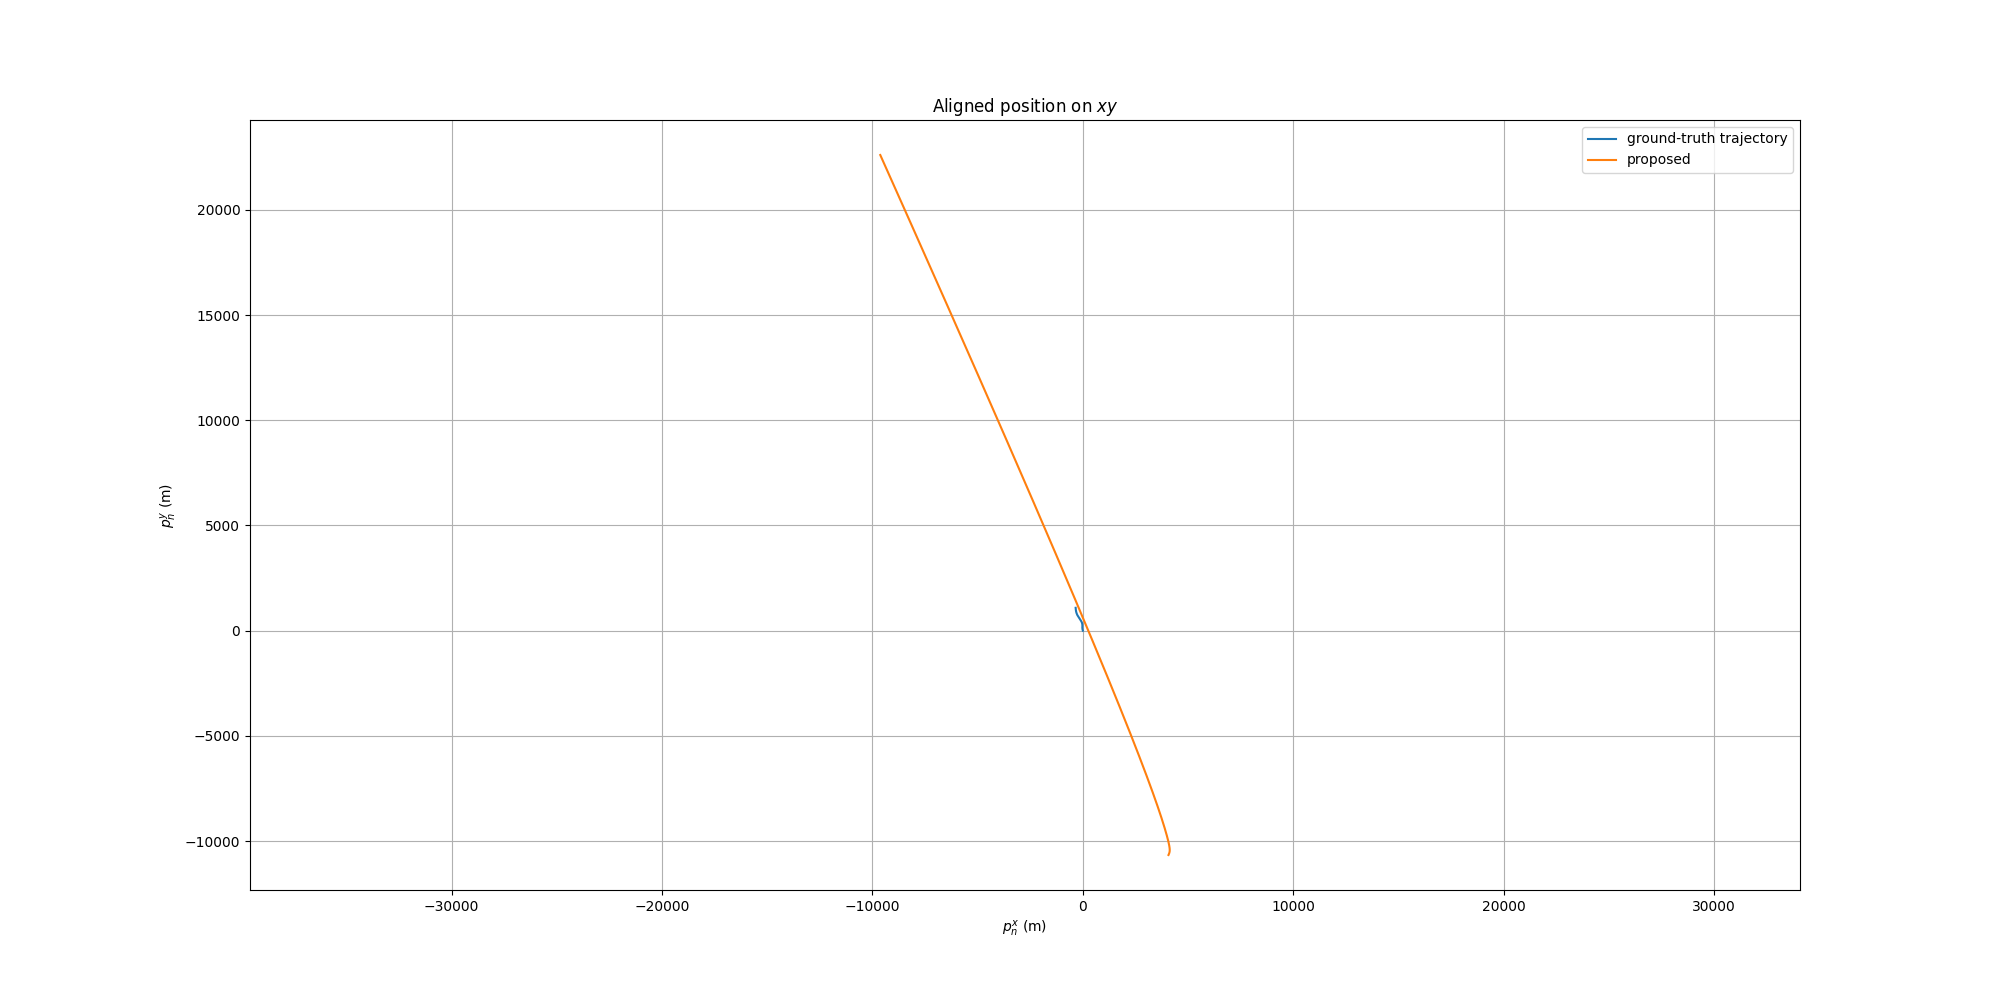 Aligned position on xy
ground-truth trajectory
proposed
20000
15000
10000
5000
0
−5000
−10000
p_n^y (m)
−30000
−20000
−10000
0
10000
20000
30000
p_n^x (m)